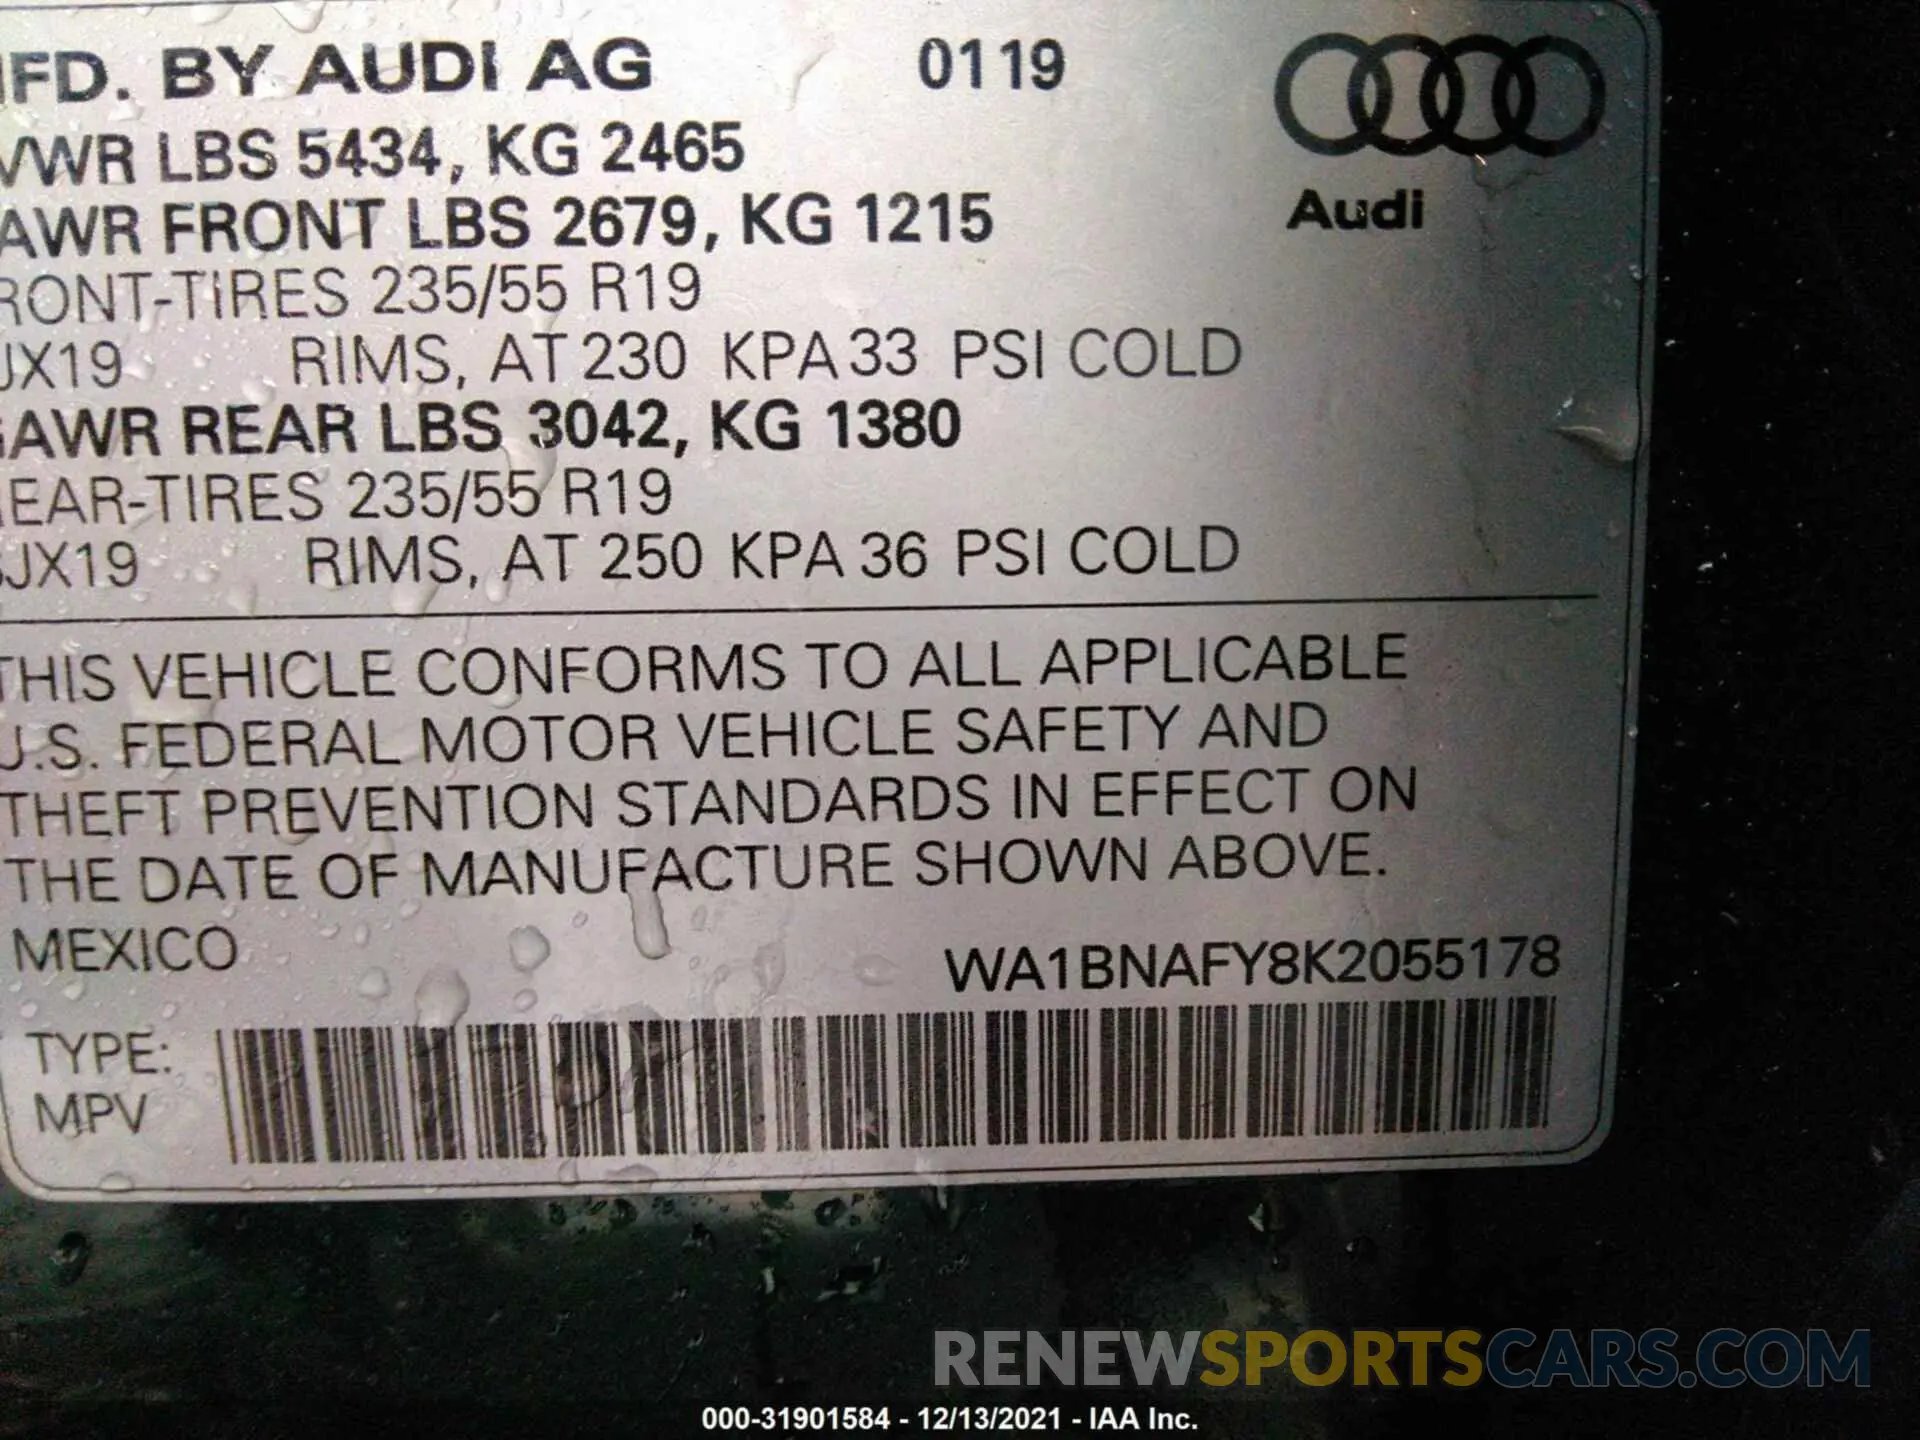 MFD. BY AUDI AG 0119
GVWR LBS 5434, KG 2465
GAWR FRONT LBS 2679, KG 1215
FRONT-TIRES 235/55 R19
JX19 RIMS, AT 230 KPA 33 PSI COLD
GAWR REAR LBS 3042, KG 1380
REAR-TIRES 235/55 R19
8JX19 RIMS, AT 250 KPA 36 PSI COLD
Audi
THIS VEHICLE CONFORMS TO ALL APPLICABLE
U.S. FEDERAL MOTOR VEHICLE SAFETY AND
THEFT PREVENTION STANDARDS IN EFFECT ON
THE DATE OF MANUFACTURE SHOWN ABOVE.
MEXICO WA1BNAFY8K2055178
TYPE:
MPV
RENEWSPORTSCARS.COM
000-31901584 - 12/13/2021 - IAA Inc.